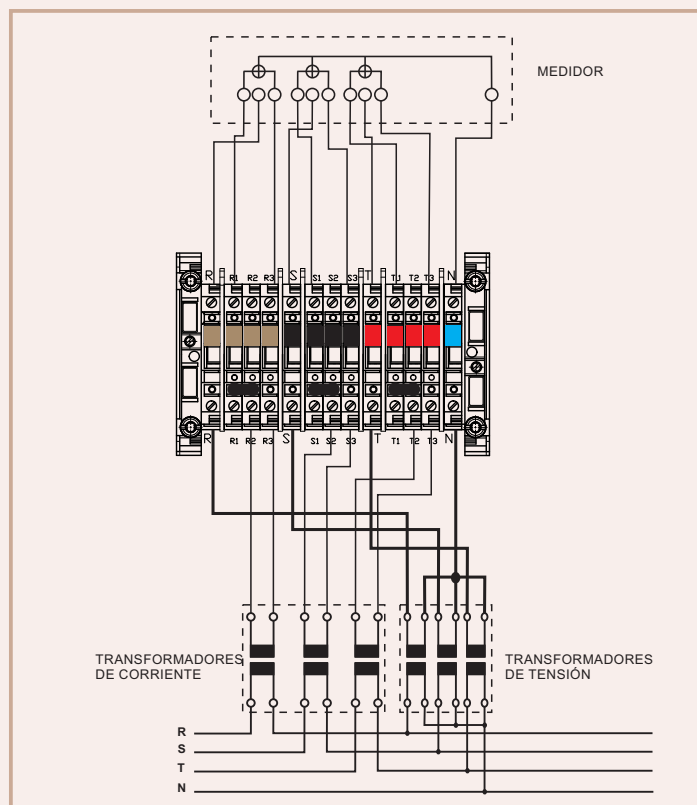 MEDIDOR
R R1 R2 R3 S S1 S2 S3 T T1 T2 T3 N
R R1 R2 R3 S S1 S2 S3 T T1 T2 T3 N
TRANSFORMADORES
DE CORRIENTE
TRANSFORMADORES
DE TENSIÓN
R
S
T
N